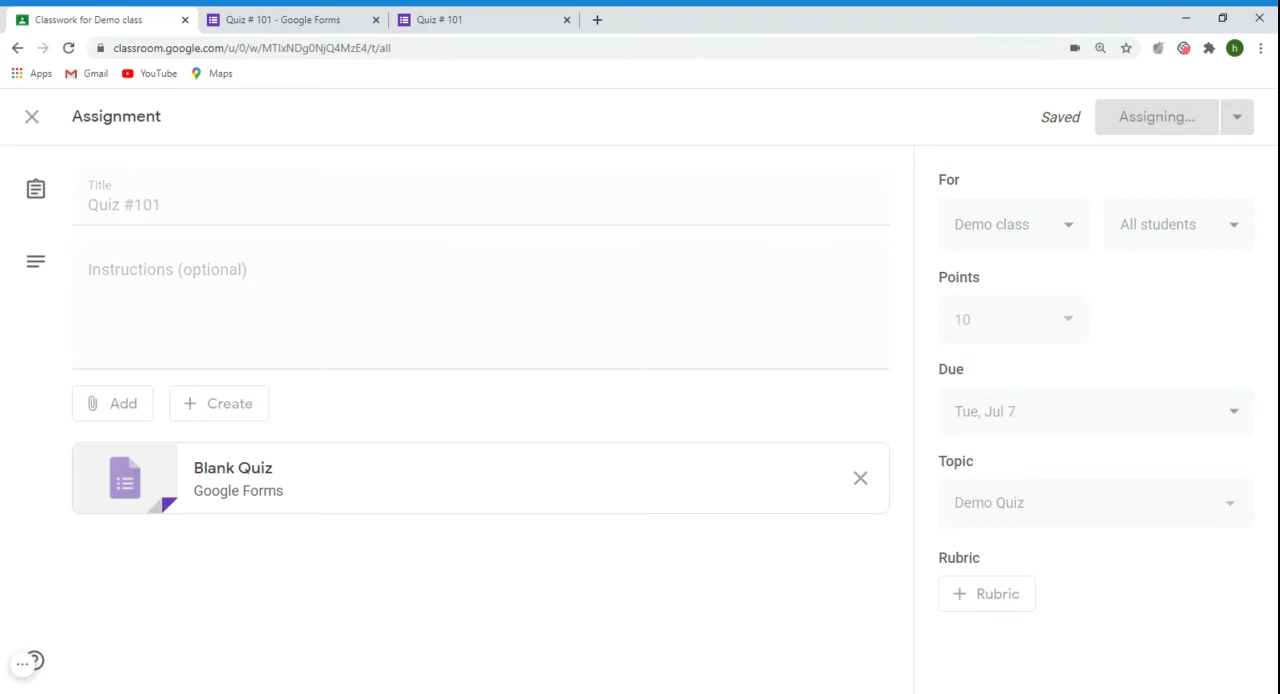 Classwork for Demo class
Quiz # 101 - Google Forms
Quiz # 101
classroom.google.com/u/0/w/MTIxNDg0NjQ4MzE4/t/all
h
Apps
Gmail
YouTube
Maps
Assignment
Saved
Assigning...
Title
Quiz #101
Instructions (optional)
Add
Create
Blank Quiz
Google Forms
For
Demo class
All students
Points
10
Due
Tue, Jul 7
Topic
Demo Quiz
Rubric
Rubric